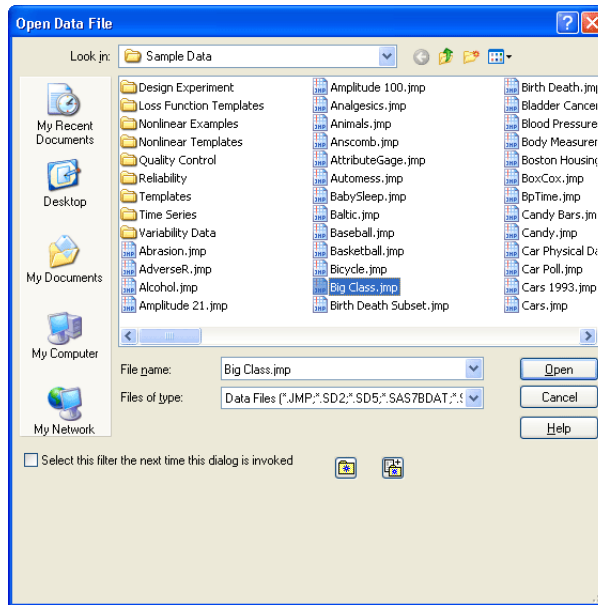 Open Data File
Look in: Sample Data
My Recent Documents
Desktop
My Documents
My Computer
My Network
Design Experiment
Loss Function Templates
Nonlinear Examples
Nonlinear Templates
Quality Control
Reliability
Templates
Time Series
Variability Data
Abrasion.jmp
AdverseR.jmp
Alcohol.jmp
Amplitude 21.jmp
Amplitude 100.jmp
Analgesics.jmp
Animals.jmp
Anscomb.jmp
AttributeGage.jmp
Automess.jmp
BabySleep.jmp
Baltic.jmp
Baseball.jmp
Basketball.jmp
Bicycle.jmp
Big Class.jmp
Birth Death Subset.jmp
Birth Death.jm
Bladder Cancer
Blood Pressure
Body Measurer
Boston Housing
BoxCox.jmp
BpTime.jmp
Candy Bars.jm
Candy.jmp
Car Physical Da
Car Poll.jmp
Cars 1993.jmp
Cars.jmp
File name: Big Class.jmp Open
Files of type: Data Files (*.JMP;*.SD2;*.SD5;*.SAS7BDAT;*.S Cancel
Help
Select this filter the next time this dialog is invoked